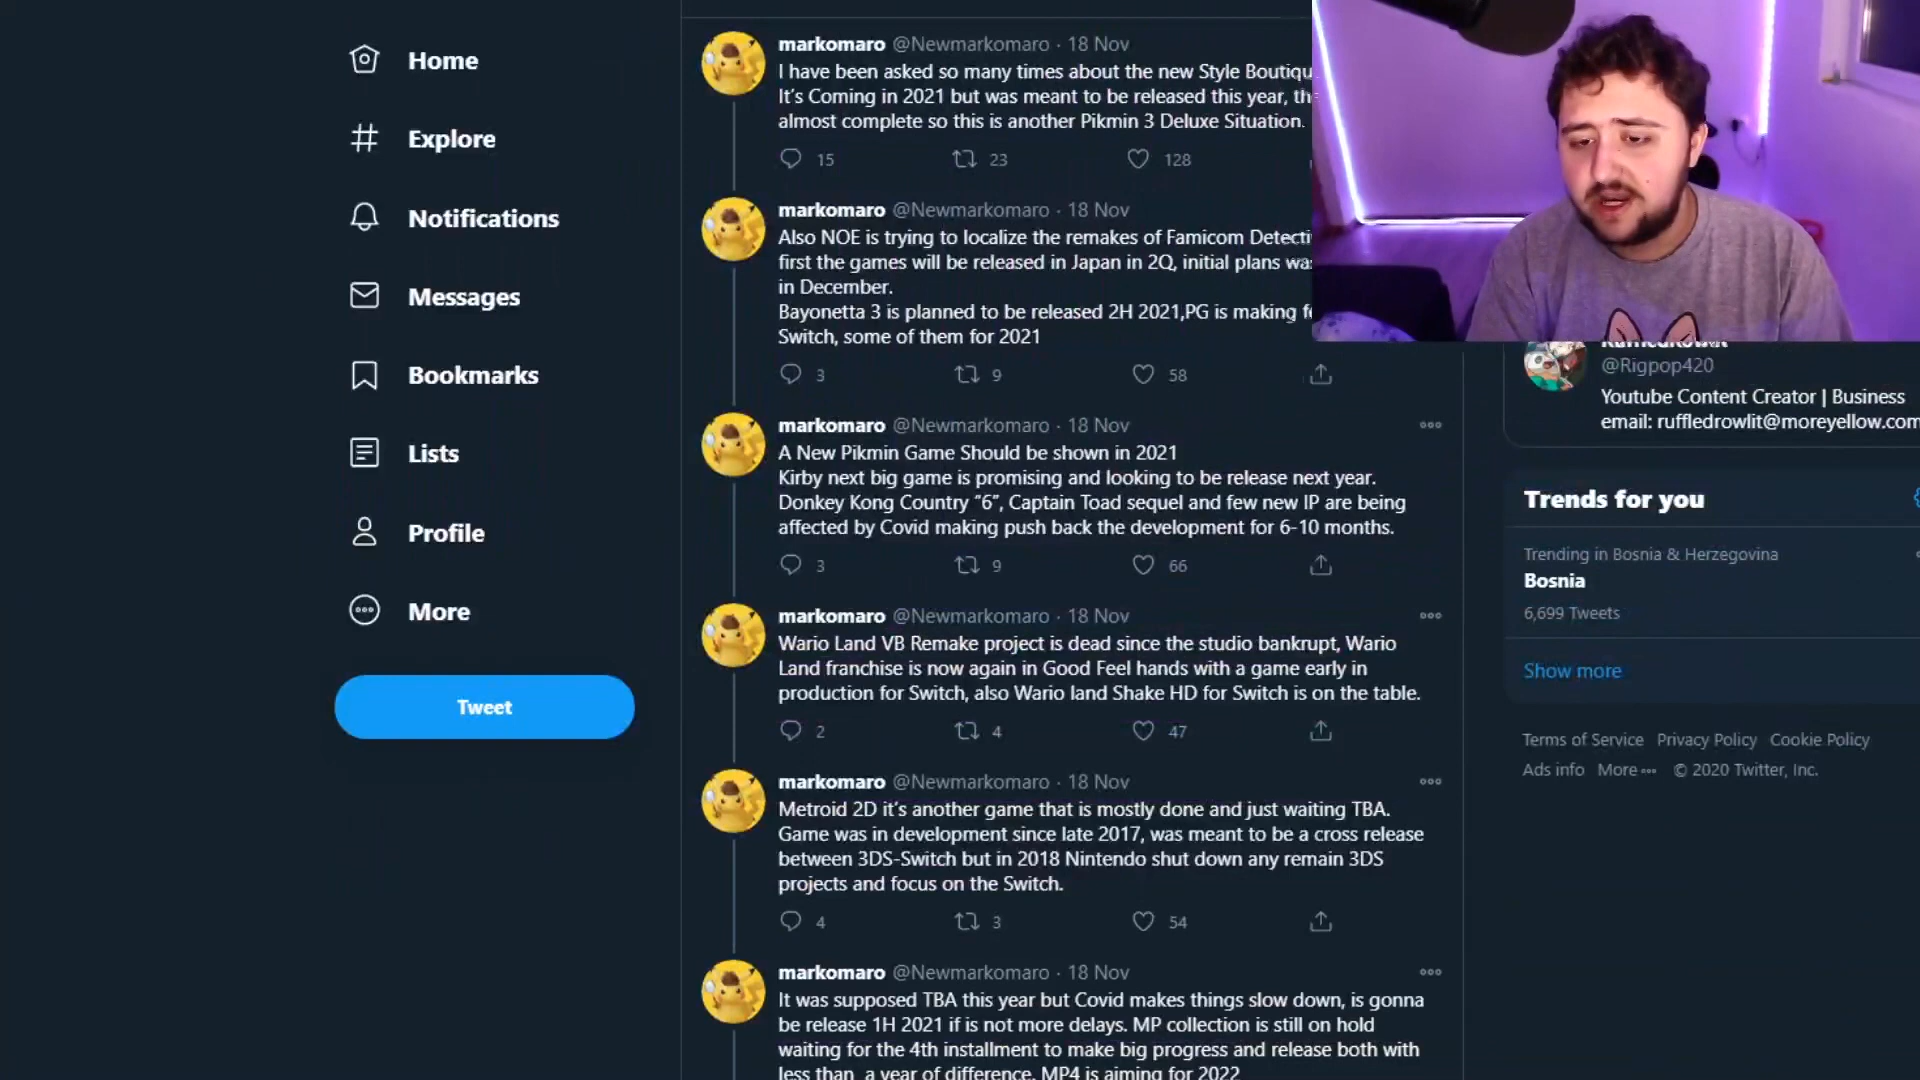 Home
Explore
Notifications
Messages
Bookmarks
Lists
Profile
More
Tweet
markomaro @Newmarkomaro · 18 Nov
I have been asked so many times about the new Style
It's Coming in 2021 but was meant to be released this year,
almost complete so this is another Pikmin 3 Deluxe Situation.
15 23 128
markomaro @Newmarkomaro · 18 Nov
Also NOE is trying to localize the remakes of Famicom
first the games will be released in Japan in 2Q, initial plans
in December.
Bayonetta 3 is planned to be released 2H 2021,PG is making
Switch, some of them for 2021
3 9 58
markomaro @Newmarkomaro · 18 Nov
A New Pikmin Game Should be shown in 2021
Kirby next big game is promising and looking to be release next year.
Donkey Kong Country “6”, Captain Toad sequel and few new IP are being
affected by Covid making push back the development for 6-10 months.
3 9 66
markomaro @Newmarkomaro · 18 Nov
Wario Land VB Remake project is dead since the studio bankrupt, Wario
Land franchise is now again in Good Feel hands with a game early in
production for Switch, also Wario land Shake HD for Switch is on the table.
2 4 47
markomaro @Newmarkomaro · 18 Nov
Metroid 2D it's another game that is mostly done and just waiting TBA.
Game was in development since late 2017, was meant to be a cross release
between 3DS-Switch but in 2018 Nintendo shut down any remain 3DS
projects and focus on the Switch.
4 3 54
markomaro @Newmarkomaro · 18 Nov
It was supposed TBA this year but Covid makes things slow down, is gonna
be release 1H 2021 if is not more delays. MP collection is still on hold
waiting for the 4th installment to make big progress and release both with
less than a year of difference. MP4 is aiming for 2022
@Rigpop420
Youtube Content Creator | Business
email: ruffledrowlit@moreyellow.com
Trends for you
Trending in Bosnia & Herzegovina
Bosnia
6,699 Tweets
Show more
Terms of Service Privacy Policy Cookie Policy
Ads info More © 2020 Twitter, Inc.